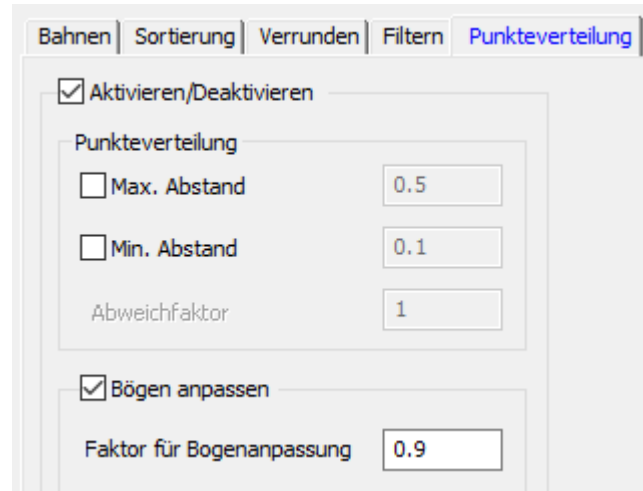 Bahnen Sortierung Verrunden Filtern Punkteverteilung
Aktivieren/Deaktivieren
Punkteverteilung
Max. Abstand 0.5
Min. Abstand 0.1
Abweichfaktor 1
Bögen anpassen
Faktor für Bogenanpassung 0.9